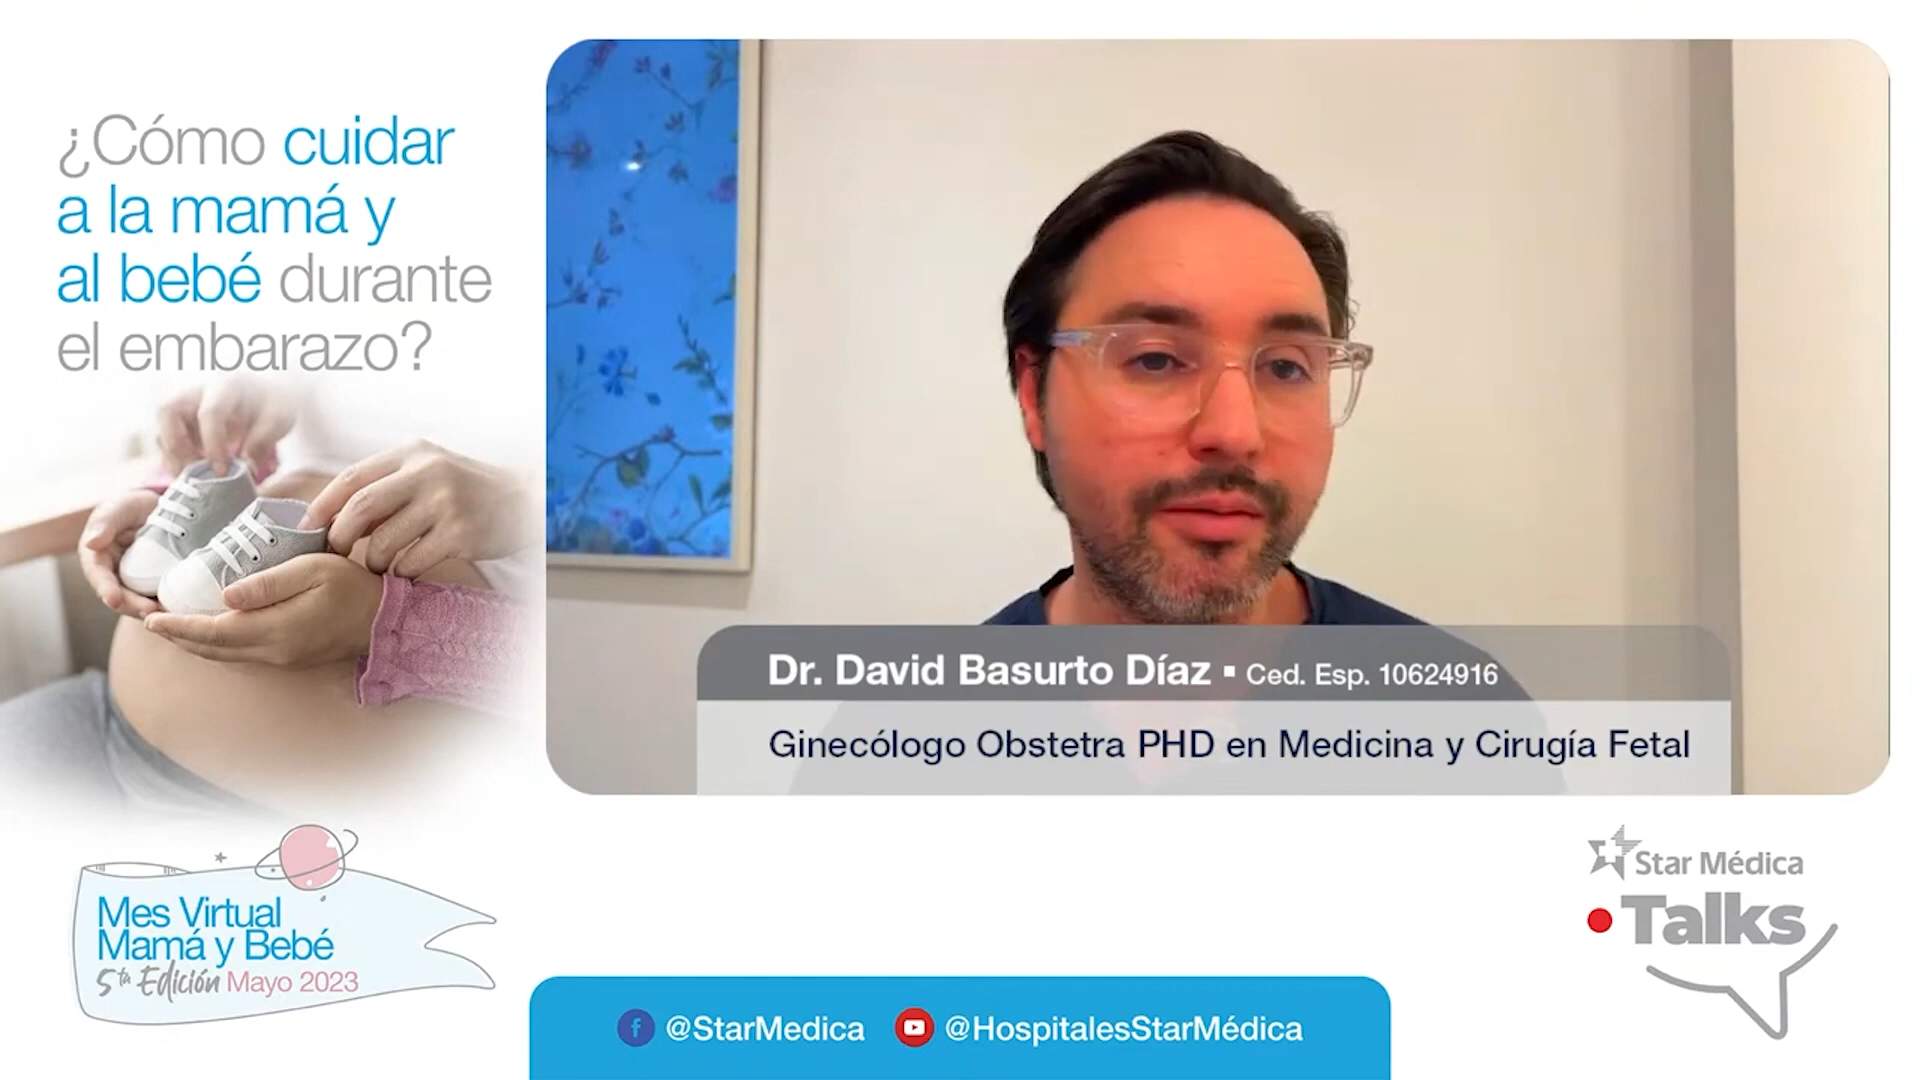 ¿Cómo cuidar
a la mamá y
al bebé durante
el embarazo?
Dr. David Basurto Díaz ▪ Ced. Esp. 10624916
Ginecólogo Obstetra PHD en Medicina y Cirugía Fetal
Mes Virtual
Mamá y Bebé
5ta Edición Mayo 2023
Star Médica
Talks
@StarMedica @HospitalesStarMédica